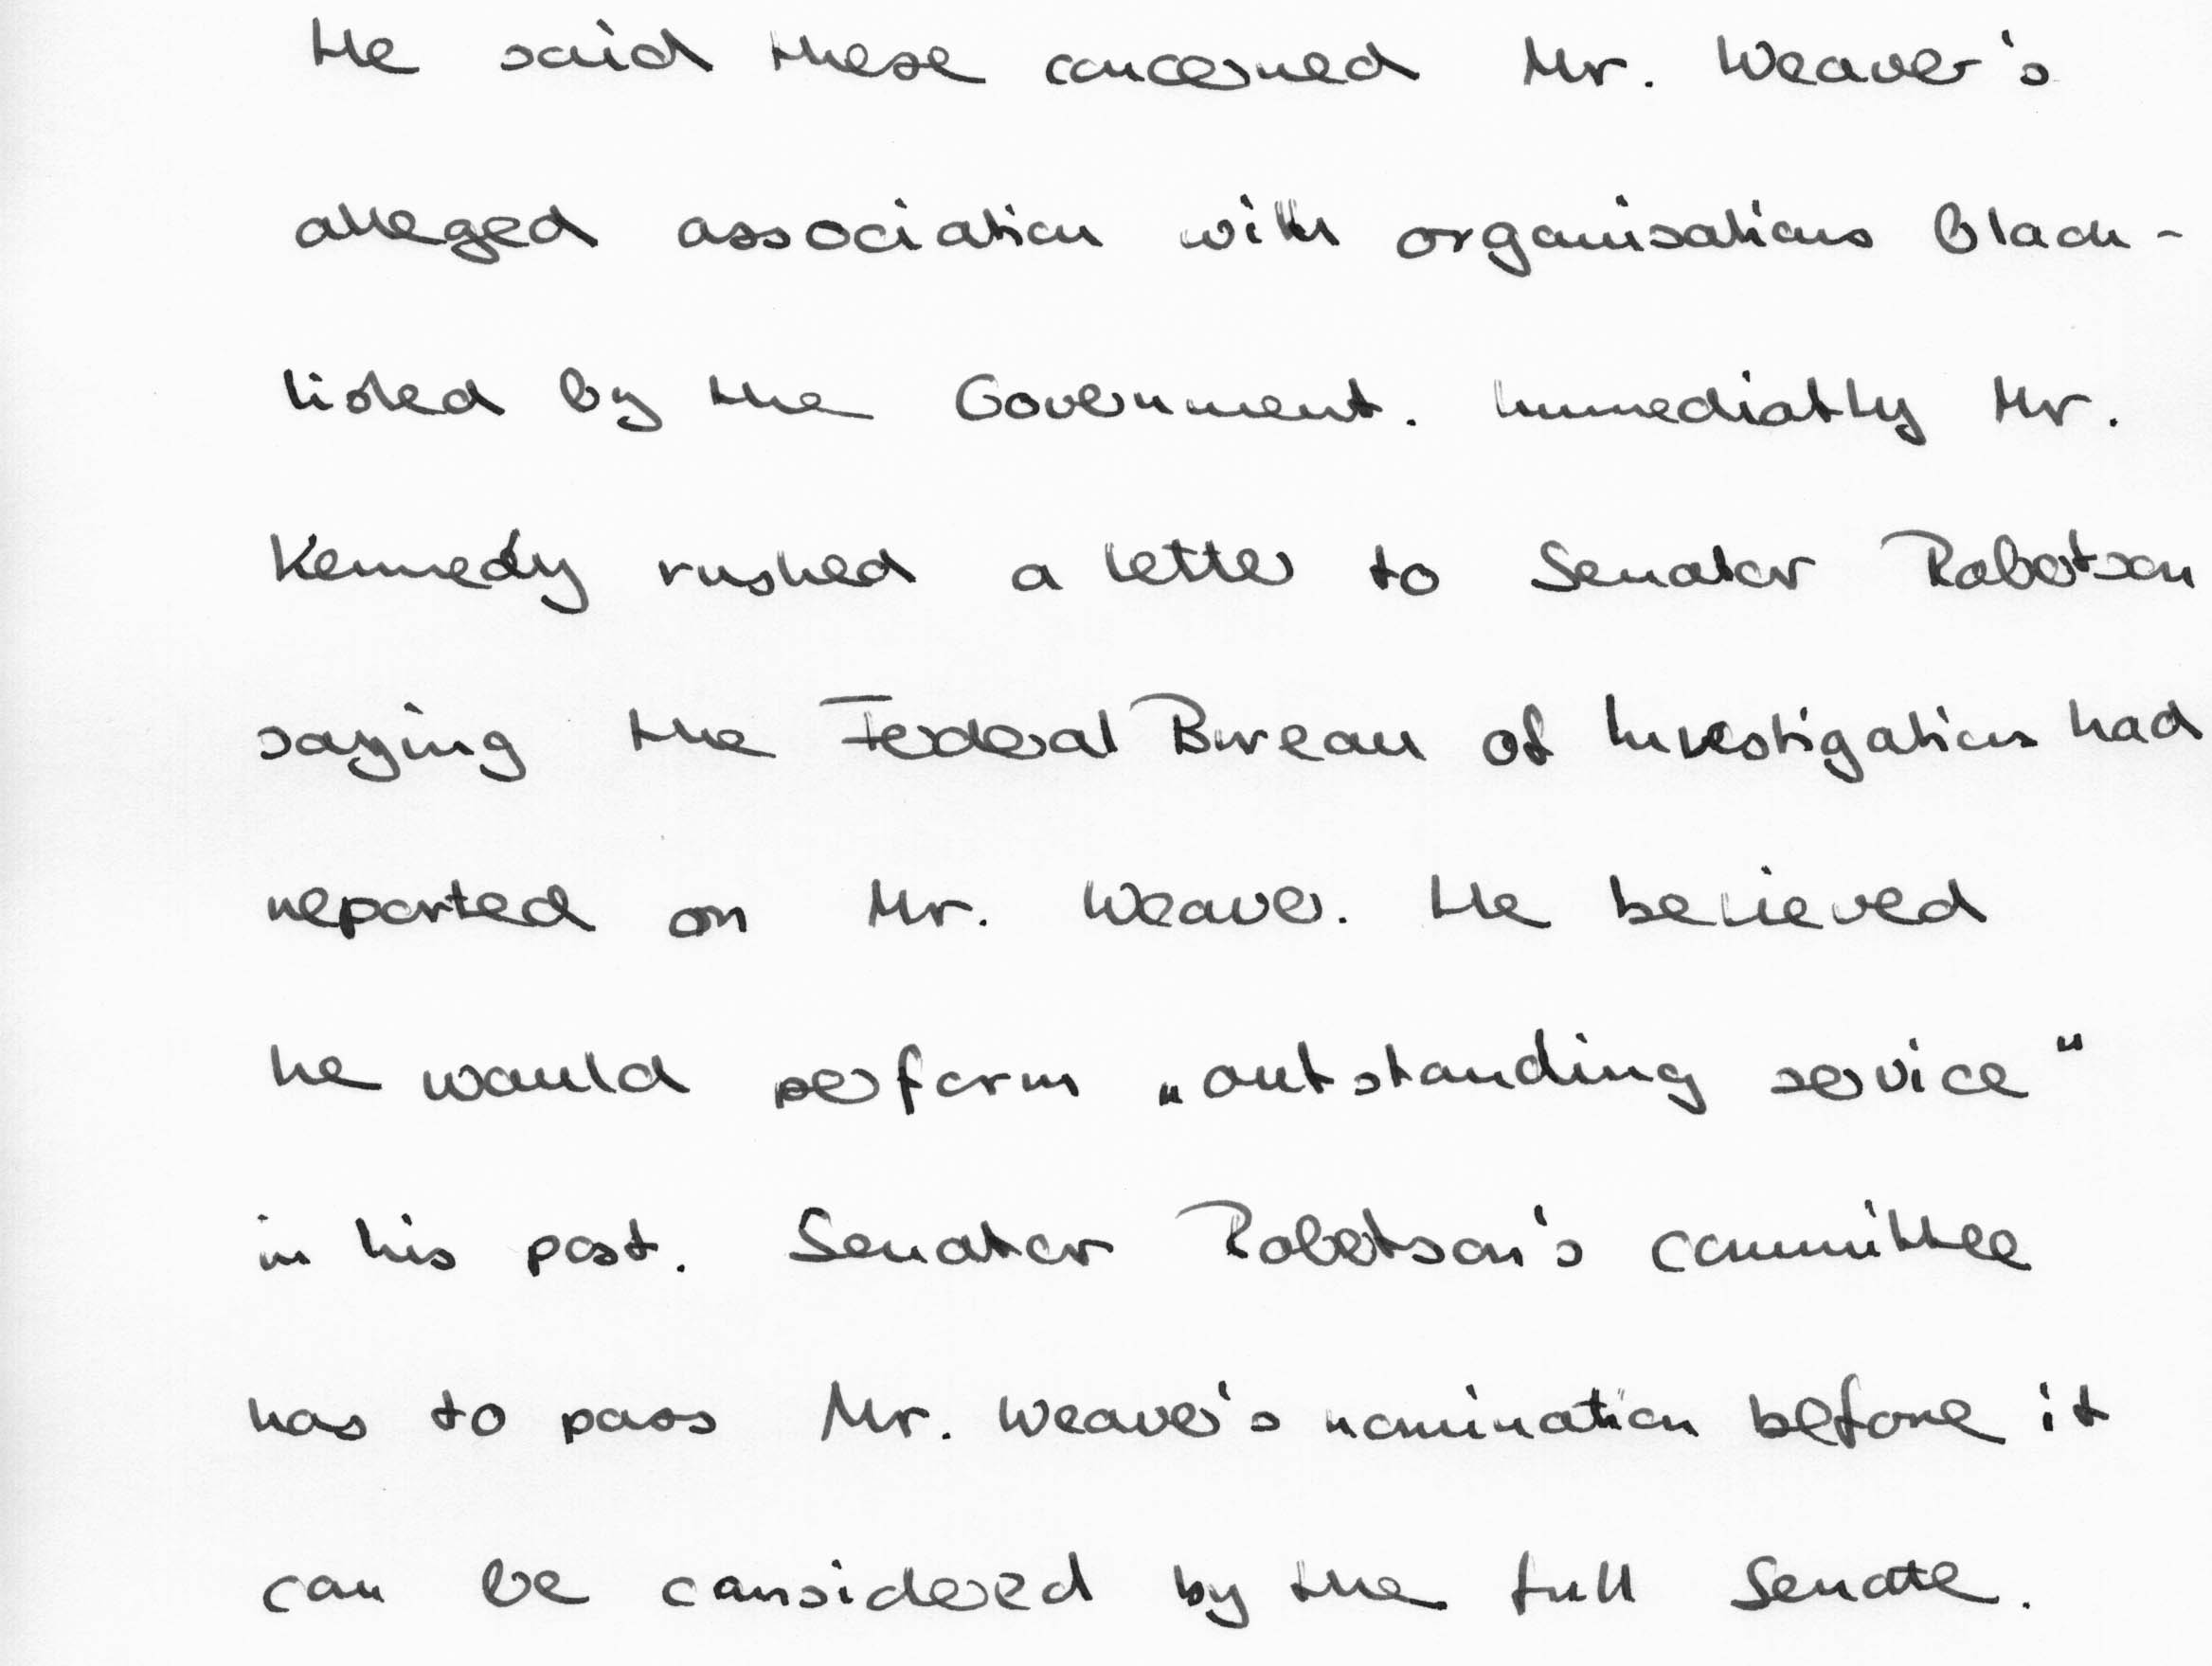 He said these concerned Mr. Weaver's
alleged association with organisations black-
listed by the Government. Immediatly Mr.
Kennedy rushed a letter to Senator Robertson
saying the Federal Bureau of Investigation had
reported on Mr. Weaver. He believed
he would perform „outstanding service"
in his post. Senator Robertson's committee
has to pass Mr. Weaver's nomination before it
can be considered by the full Senate.